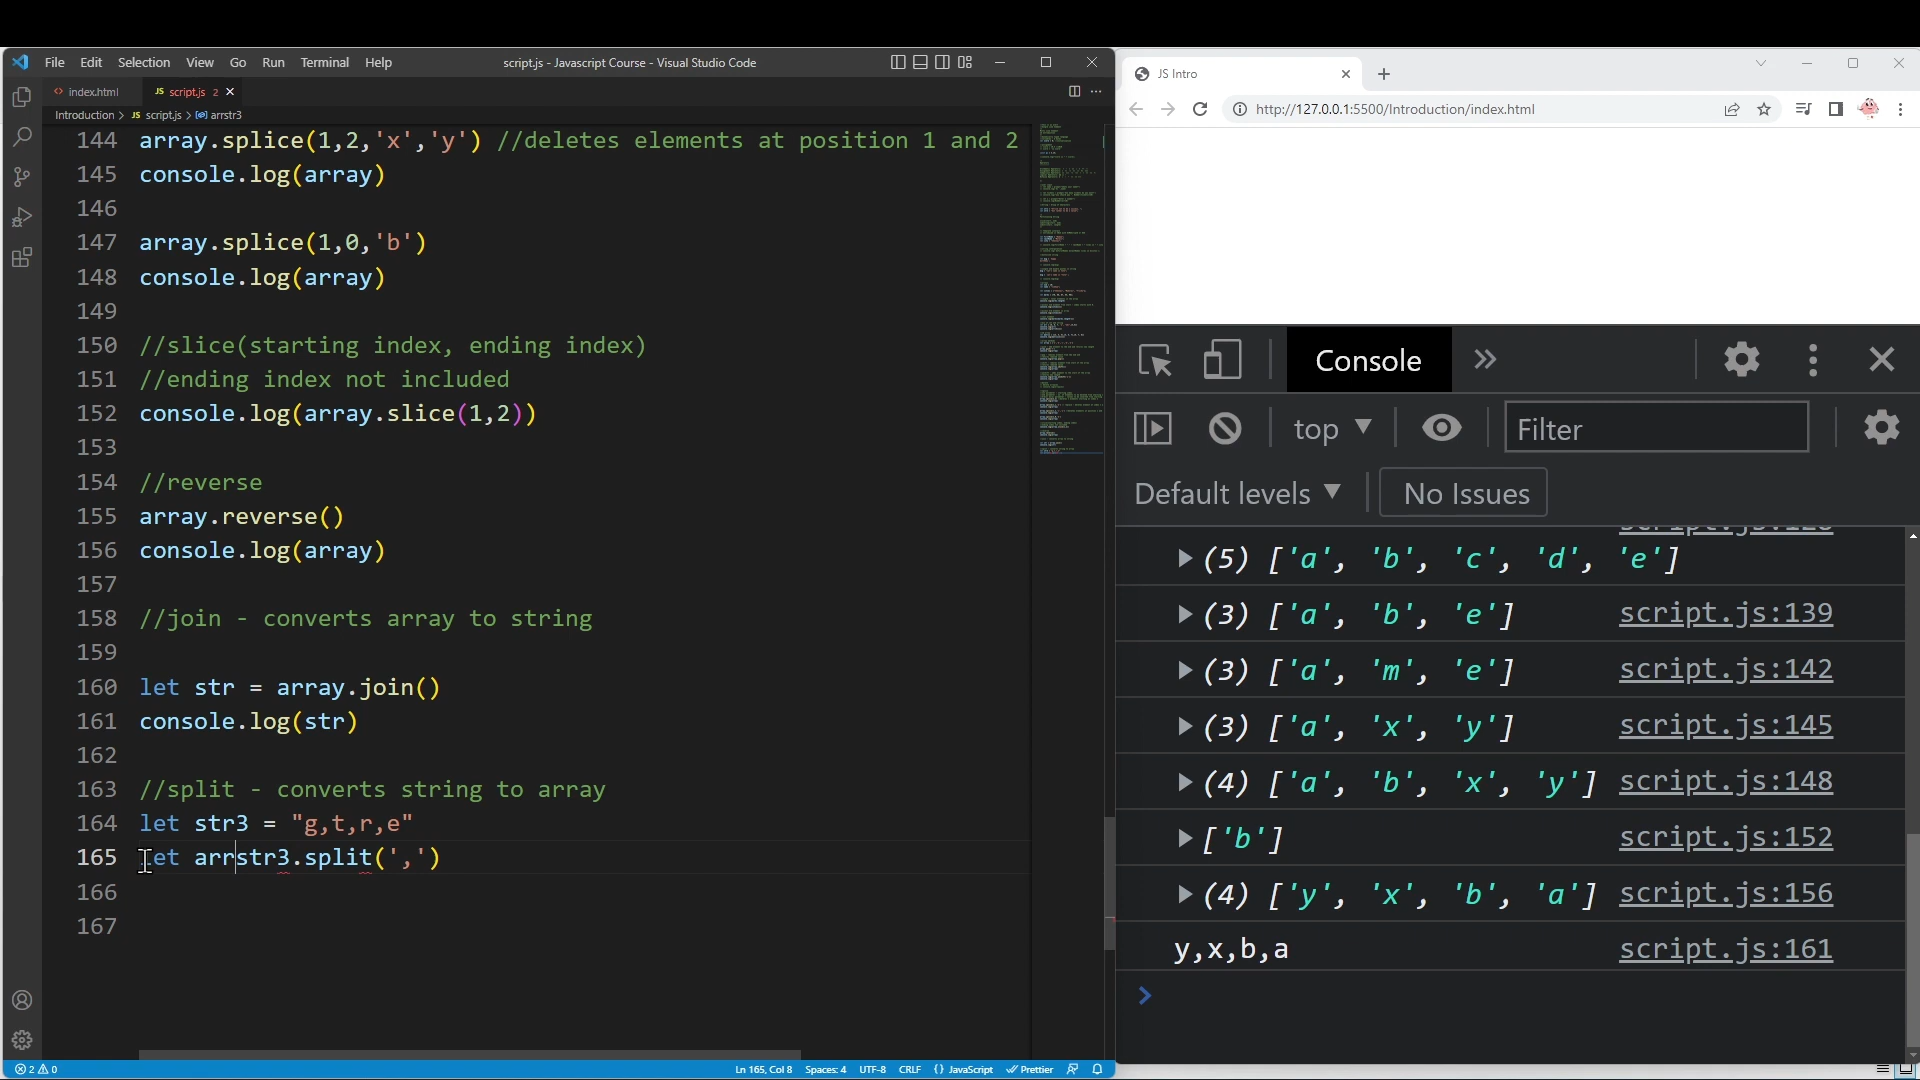 File Edit Selection View Go Run Terminal Help
script.js - Javascript Course - Visual Studio Code
index.html
JS script.js 2
Introduction > JS script.js > arrstr3
144 array.splice(1,2,'x','y') //deletes elements at position 1 and 2
145 console.log(array)
146
147 array.splice(1,0,'b')
148 console.log(array)
149
150 //slice(starting index, ending index)
151 //ending index not included
152 console.log(array.slice(1,2))
153
154 //reverse
155 array.reverse()
156 console.log(array)
157
158 //join - converts array to string
159
160 let str = array.join()
161 console.log(str)
162
163 //split - converts string to array
164 let str3 = "g,t,r,e"
165 let arrstr3.split(',')
166
167
2 0
Ln 165, Col 8 Spaces: 4 UTF-8 CRLF {} JavaScript Prettier
JS Intro
http://127.0.0.1:5500/Introduction/index.html
Console
top
Filter
Default levels
No Issues
(5) ['a', 'b', 'c', 'd', 'e']
(3) ['a', 'b', 'e'] script.js:139
(3) ['a', 'm', 'e'] script.js:142
(3) ['a', 'x', 'y'] script.js:145
(4) ['a', 'b', 'x', 'y'] script.js:148
['b'] script.js:152
(4) ['y', 'x', 'b', 'a'] script.js:156
y,x,b,a script.js:161